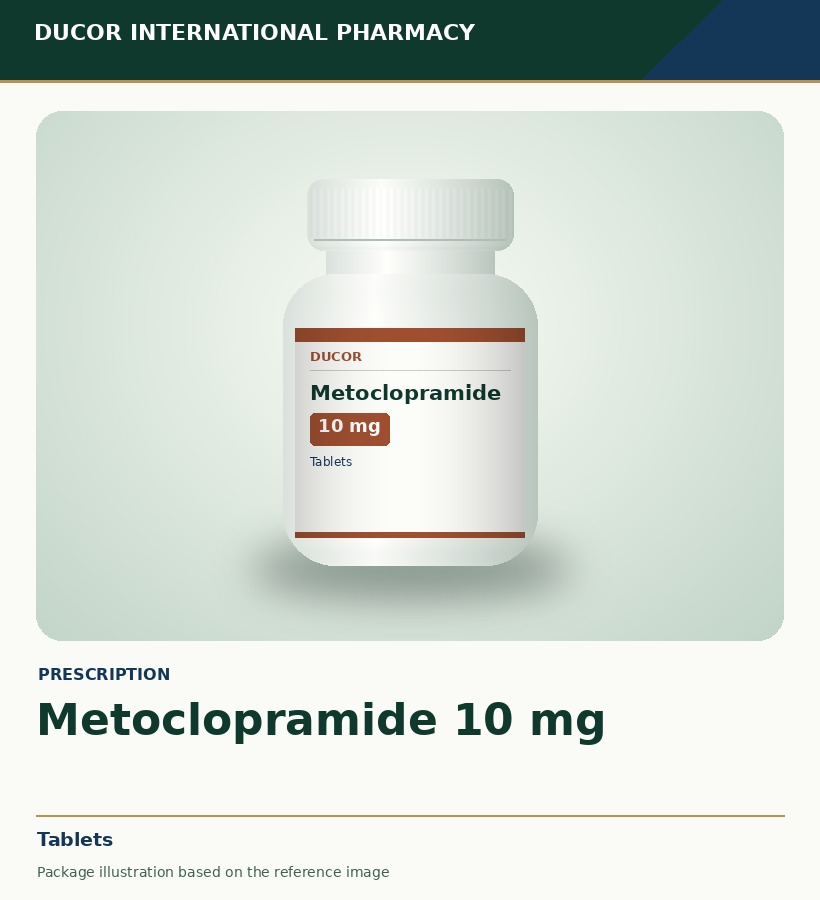 DUCOR INTERNATIONAL PHARMACY
DUCOR
Metoclopramide
10 mg
Tablets
PRESCRIPTION
Metoclopramide 10 mg
Tablets
Package illustration based on the reference image